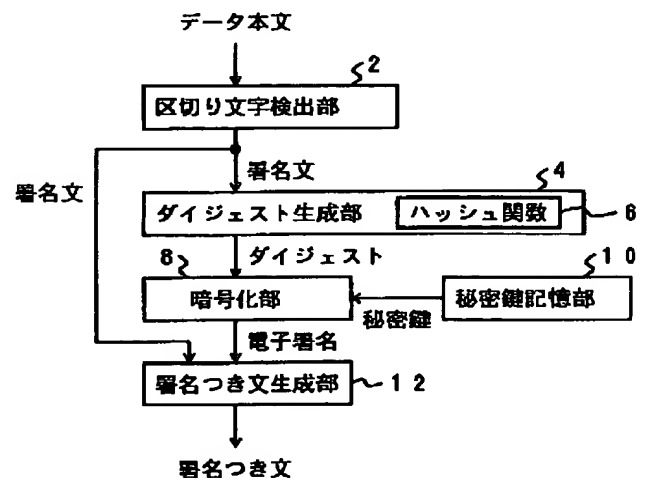 データ本文
2
区切り文字検出部
署名文
署名文
4
ダイジェスト生成部
ハッシュ関数
6
ダイジェスト
8
暗号化部
10
秘密鍵記憶部
秘密鍵
電子署名
署名つき文生成部
12
署名つき文